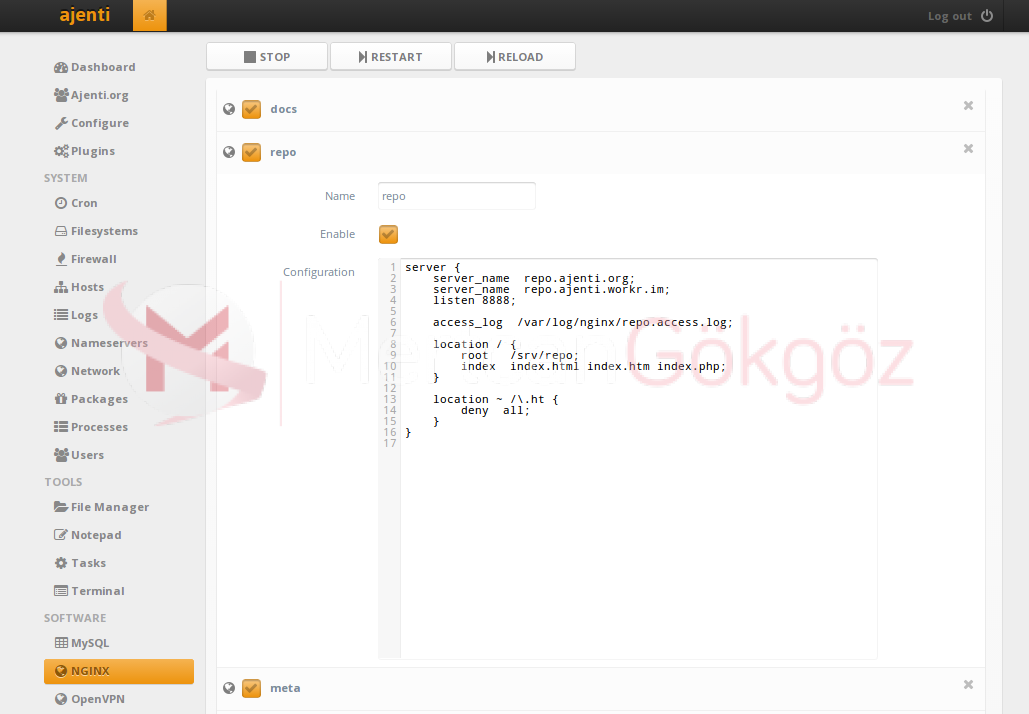 ajenti
Log out
Dashboard
Ajenti.org
Configure
Plugins
SYSTEM
Cron
Filesystems
Firewall
Hosts
Logs
Nameservers
Network
Packages
Processes
Users
TOOLS
File Manager
Notepad
Tasks
Terminal
SOFTWARE
MySQL
NGINX
OpenVPN
STOP RESTART RELOAD
docs
repo
Name repo
Enable
Configuration
1 server {
2 server_name repo.ajenti.org;
3 server_name repo.ajenti.workr.im;
4 listen 8888;
5
6 access_log /var/log/nginx/repo.access.log;
7
8 location / {
9 root /srv/repo;
10 index index.html index.htm index.php;
11 }
12
13 location ~ /\.ht {
14 deny all;
15 }
16 }
17
meta
Gökgöz